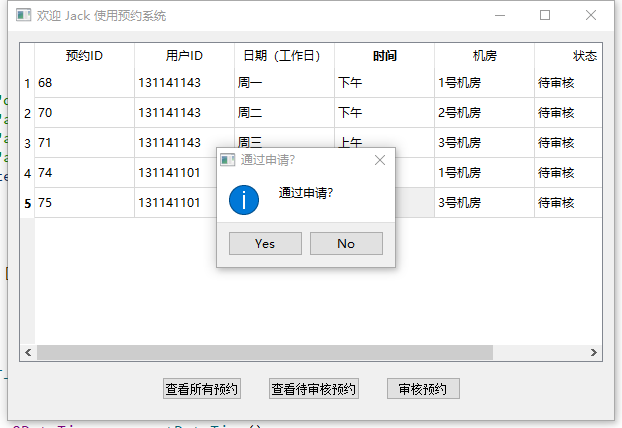 欢迎 Jack 使用预约系统
预约ID 用户ID 日期（工作日） 时间 机房 状态
1 68 131141143 周一 下午 1号机房 待审核
2 70 131141143 周二 下午 2号机房 待审核
3 71 131141143 周三 上午 3号机房 待审核
4 74 131141101 1号机房 待审核
5 75 131141101 3号机房 待审核
通过申请?
通过申请?
Yes No
查看所有预约 查看待审核预约 审核预约